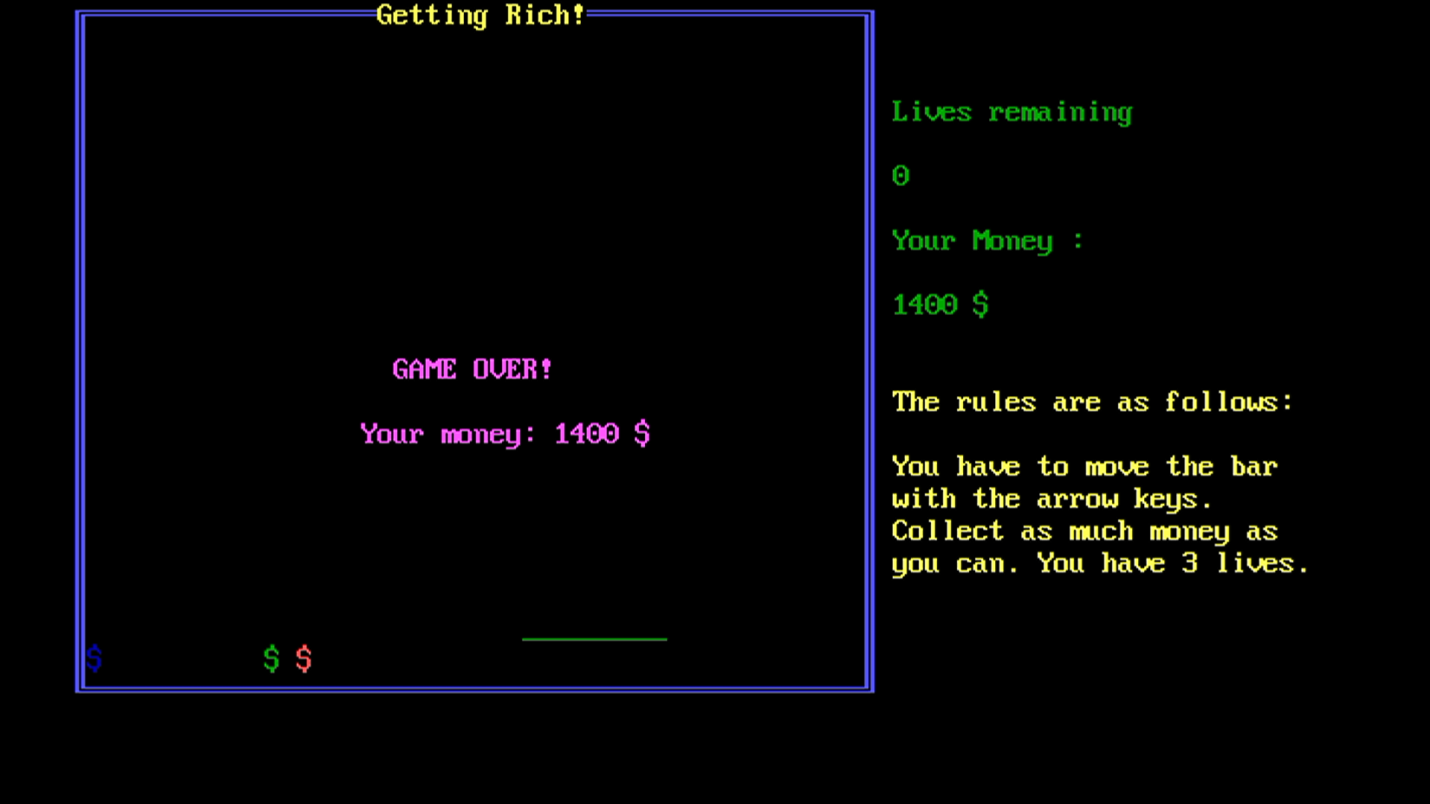 Getting Rich!
Lives remaining
0
Your Money :
1400 $
GAME OVER!
Your money: 1400 $
The rules are as follows:
You have to move the bar
with the arrow keys.
Collect as much money as
you can. You have 3 lives.
$ $ $